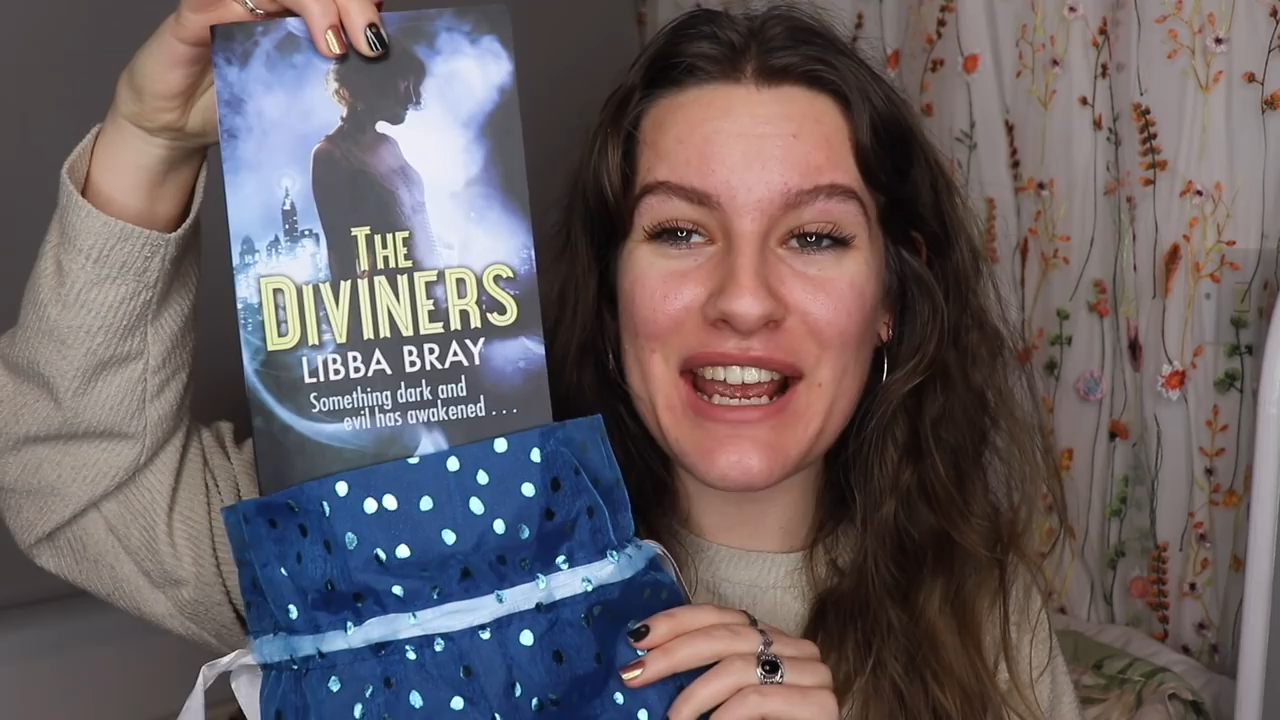 THE
DIVINERS
LIBBA BRAY
Something dark and
evil has awakened . . .